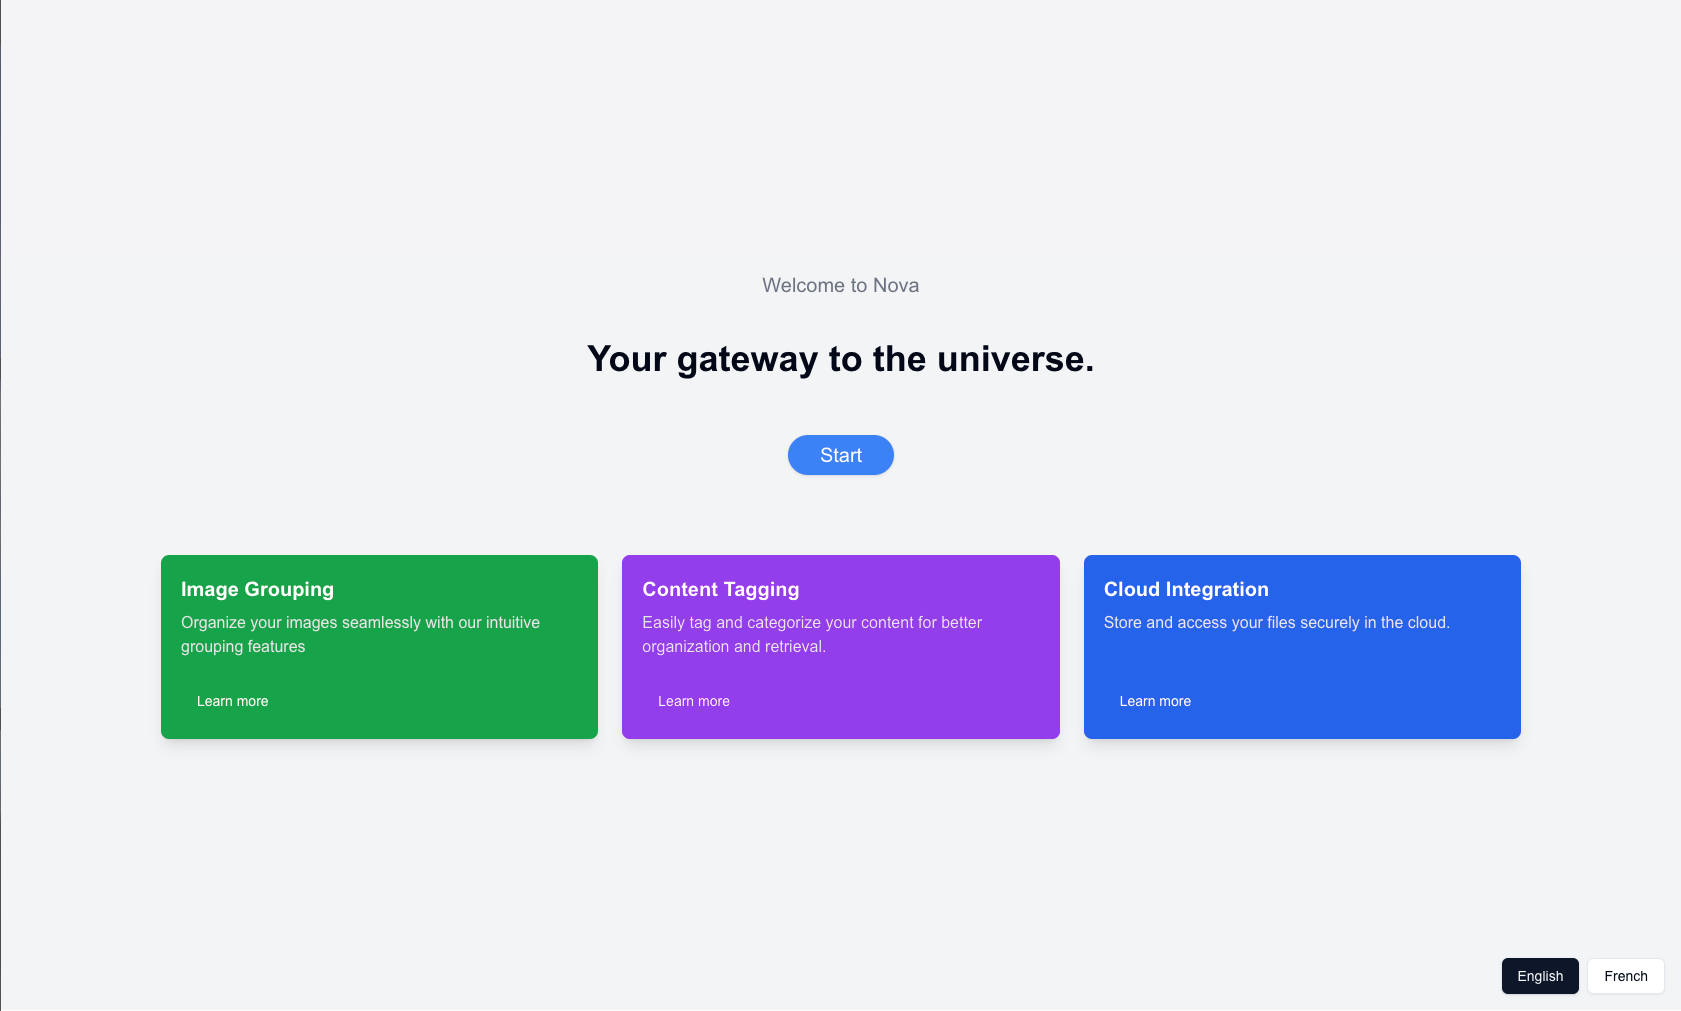 Welcome to Nova
Your gateway to the universe.
Start
Image Grouping
Organize your images seamlessly with our intuitive
grouping features
Learn more
Content Tagging
Easily tag and categorize your content for better
organization and retrieval.
Learn more
Cloud Integration
Store and access your files securely in the cloud.
Learn more
English
French